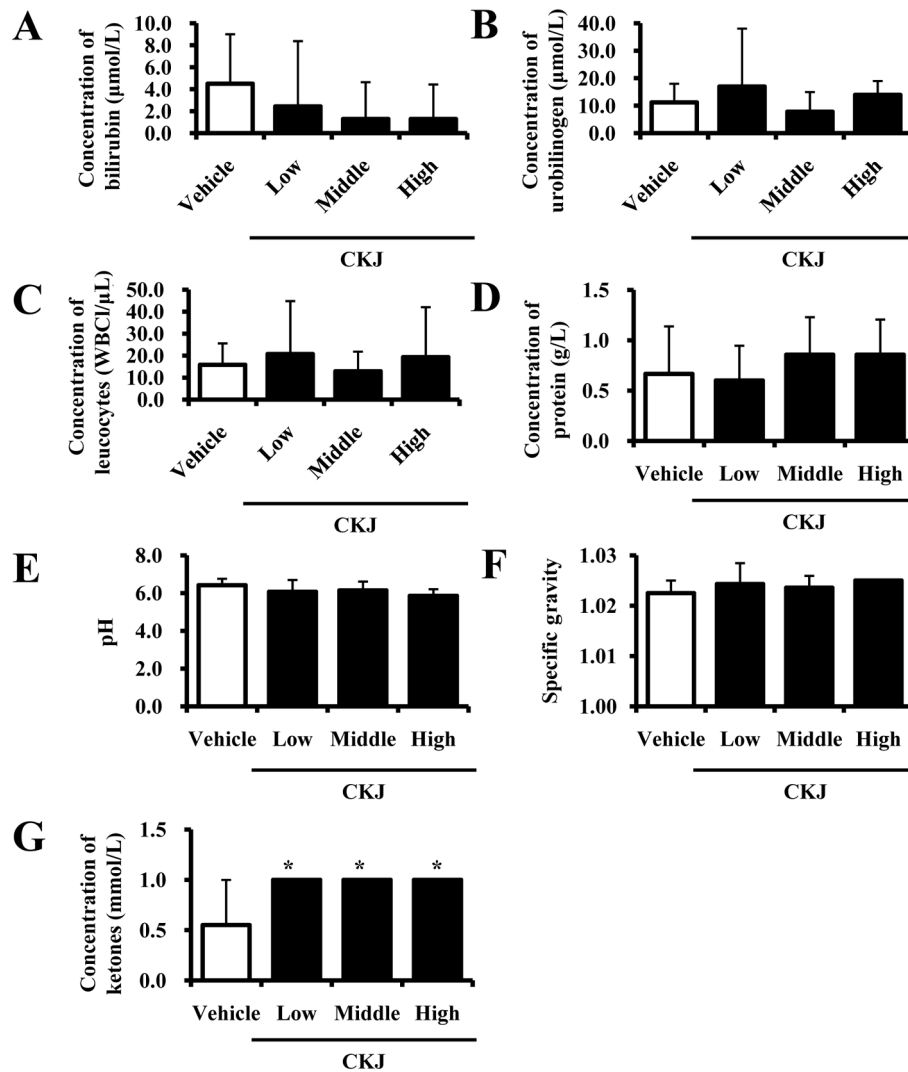 A
Concentration of
bilirubin (μmol/L)
10.0
8.0
6.0
4.0
2.0
0.0
Vehicle
Low
Middle
High
CKJ
B
Concentration of
urobilinogen (μmol/L)
40.0
30.0
20.0
10.0
0.0
Vehicle
Low
Middle
High
CKJ
C
Concentration of
leucocytes (WBCl/μL)
50.0
40.0
30.0
20.0
10.0
0.0
Vehicle
Low
Middle
High
CKJ
D
Concentration of
protein (g/L)
1.5
1.0
0.5
0.0
Vehicle Low Middle High
CKJ
E
pH
8.0
6.0
4.0
2.0
0.0
Vehicle Low Middle High
CKJ
F
Specific gravity
1.03
1.02
1.01
1.00
Vehicle Low Middle High
CKJ
G
Concentration of
ketones (mmol/L)
1.5
1.0
0.5
0.0
* * *
Vehicle Low Middle High
CKJ